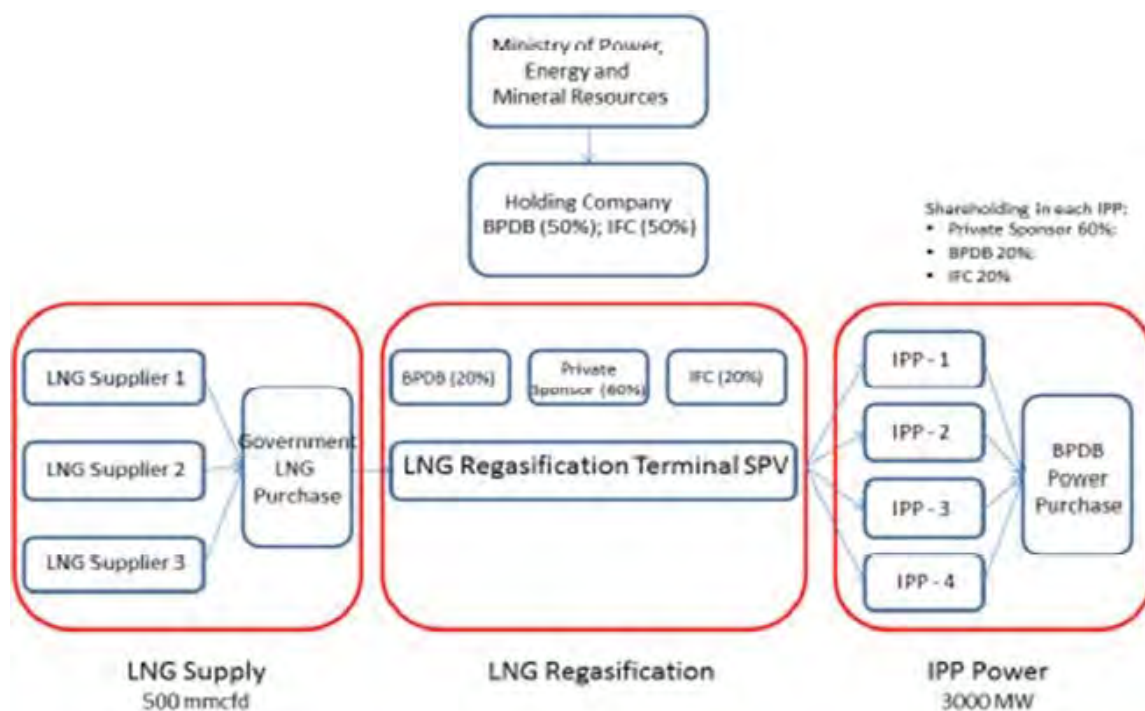 Ministry of Power,
Energy and
Mineral Resources
Holding Company
BPDB (50%); IFC (50%)
Shareholding in each IPP:
▪ Private Sponsor 60%;
▪ BPDB 20%;
▪ IFC 20%
LNG Supplier 1
LNG Supplier 2
LNG Supplier 3
Government
LNG
Purchase
BPDB (20%)
Private
Sponsor (60%)
IFC (20%)
LNG Regasification Terminal SPV
IPP - 1
IPP - 2
IPP - 3
IPP - 4
BPDB
Power
Purchase
LNG Supply
500 mmcfd
LNG Regasification
IPP Power
3000 MW